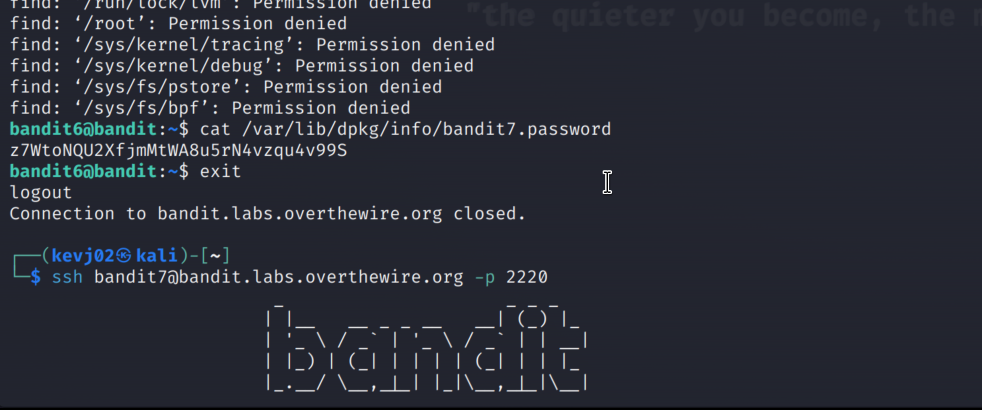 find: ‘/run/lock/lvm’: Permission denied
"the quieter you become, the m
find: ‘/root’: Permission denied
find: ‘/sys/kernel/tracing’: Permission denied
find: ‘/sys/kernel/debug’: Permission denied
find: ‘/sys/fs/pstore’: Permission denied
find: ‘/sys/fs/bpf’: Permission denied
bandit6@bandit:~$ cat /var/lib/dpkg/info/bandit7.password
z7WtoNQU2XfjmMtWA8u5rN4vzqu4v99S
bandit6@bandit:~$ exit
logout
Connection to bandit.labs.overthewire.org closed.
┌──(kevj02㉿kali)-[~]
└─$ ssh bandit7@bandit.labs.overthewire.org -p 2220
bandit